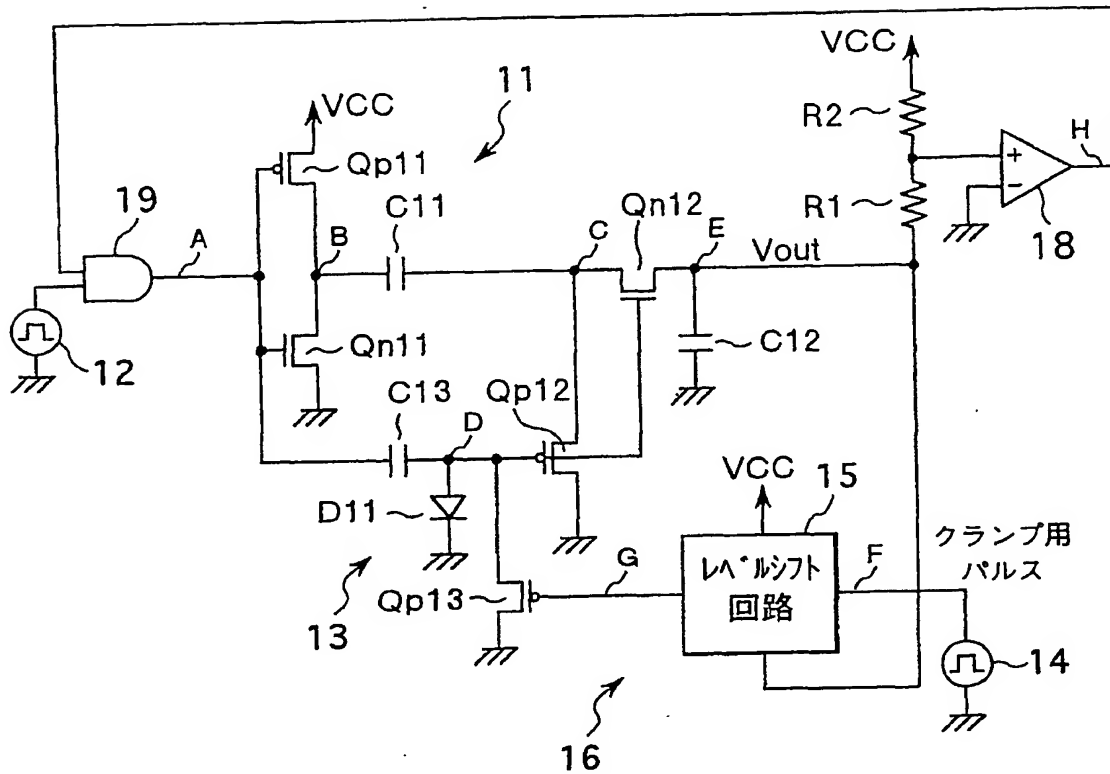 11
VCC
Qp11
19
A
B
C11
C
Qn12
E
Vout
VCC
R2
R1
H
+
−
18
12
Qn11
C13
D
Qp12
C12
D11
13
Qp13
G
VCC
15
レベルシフト
回路
F
クランプ用
パルス
14
16